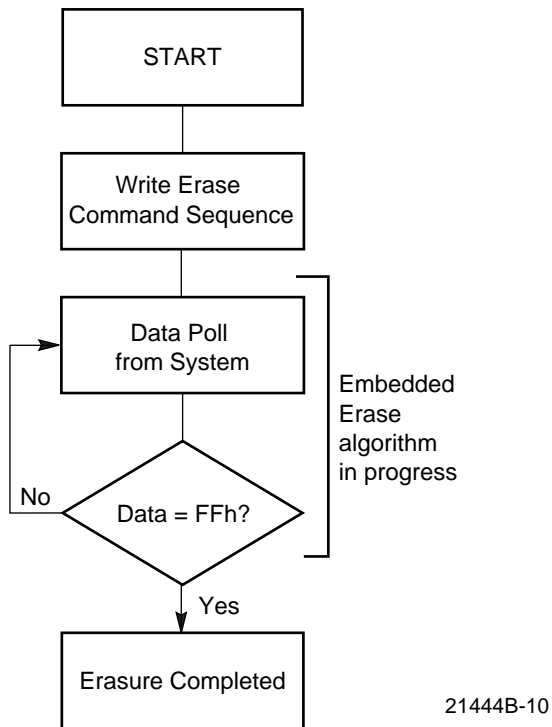 START
Write Erase
Command Sequence
Data Poll
from System
Embedded
Erase
algorithm
in progress
No
Data = FFh?
Yes
Erasure Completed
21444B-10